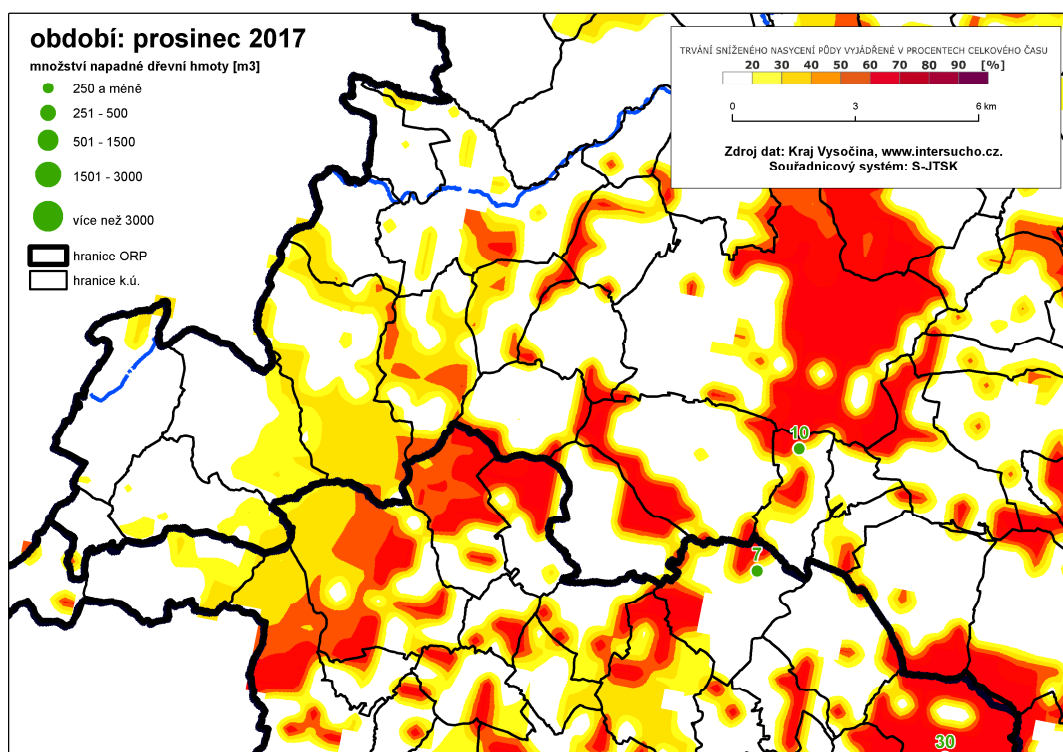 období: prosinec 2017
množství napadné dřevní hmoty [m3]
250 a méně
251 - 500
501 - 1500
1501 - 3000
více než 3000
hranice ORP
hranice k.ú.
TRVÁNÍ SNÍŽENÉHO NASYCENÍ PŮDY VYJÁDŘENÉ V PROCENTECH CELKOVÉHO ČASU
20 30 40 50 60 70 80 90 [%]
0 3 6 km
Zdroj dat: Kraj Vysočina, www.intersucho.cz.
Souřadnicový systém: S-JTSK
10
7
30